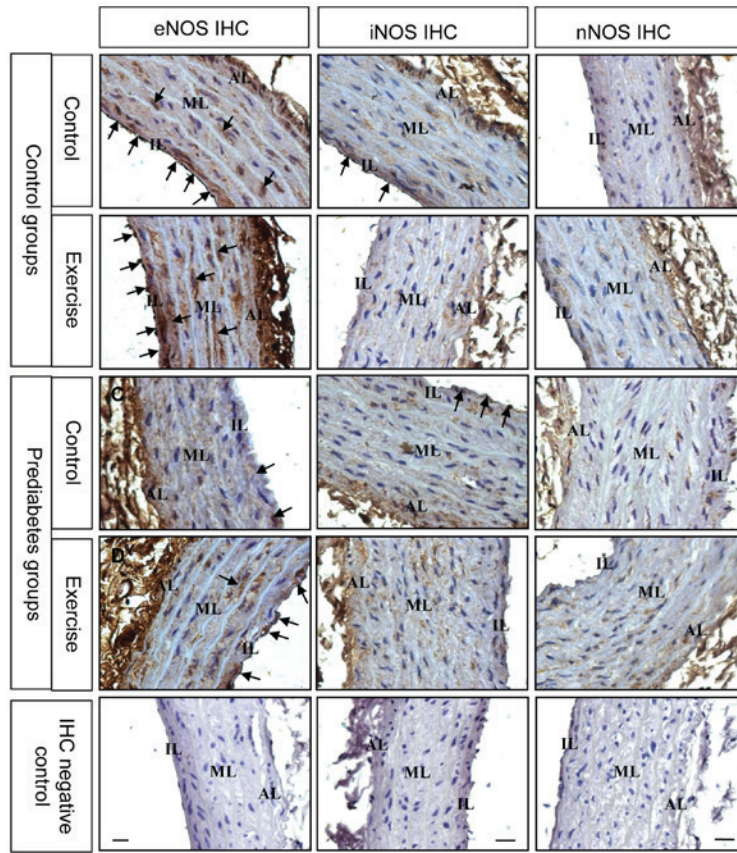 eNOS IHC
iNOS IHC
nNOS IHC
Control groups
Control
AL
ML
IL
AL
ML
IL
IL
ML
AL
Exercise
IL
ML
AL
IL
ML
AL
AL
ML
IL
Prediabetes groups
Control
C
IL
ML
AL
IL
ML
AL
AL
ML
IL
Exercise
D
AL
ML
IL
AL
ML
IL
IL
ML
AL
IHC negative
control
IL
ML
AL
AL
ML
IL
IL
ML
AL